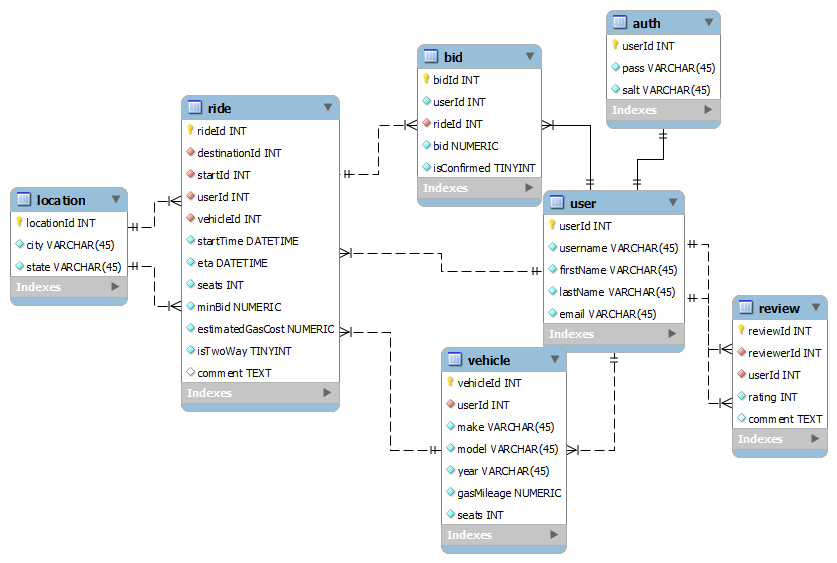 auth
userId INT
pass VARCHAR(45)
salt VARCHAR(45)
Indexes
bid
bidId INT
userId INT
rideId INT
bid NUMERIC
isConfirmed TINYINT
Indexes
ride
rideId INT
destinationId INT
startId INT
userId INT
vehicleId INT
startTime DATETIME
eta DATETIME
seats INT
minBid NUMERIC
estimatedGasCost NUMERIC
isTwoWay TINYINT
comment TEXT
Indexes
location
locationId INT
city VARCHAR(45)
state VARCHAR(45)
Indexes
user
userId INT
username VARCHAR(45)
firstName VARCHAR(45)
lastName VARCHAR(45)
email VARCHAR(45)
Indexes
review
reviewId INT
reviewerId INT
userId INT
rating INT
comment TEXT
Indexes
vehicle
vehicleId INT
userId INT
make VARCHAR(45)
model VARCHAR(45)
year VARCHAR(45)
gasMileage NUMERIC
seats INT
Indexes